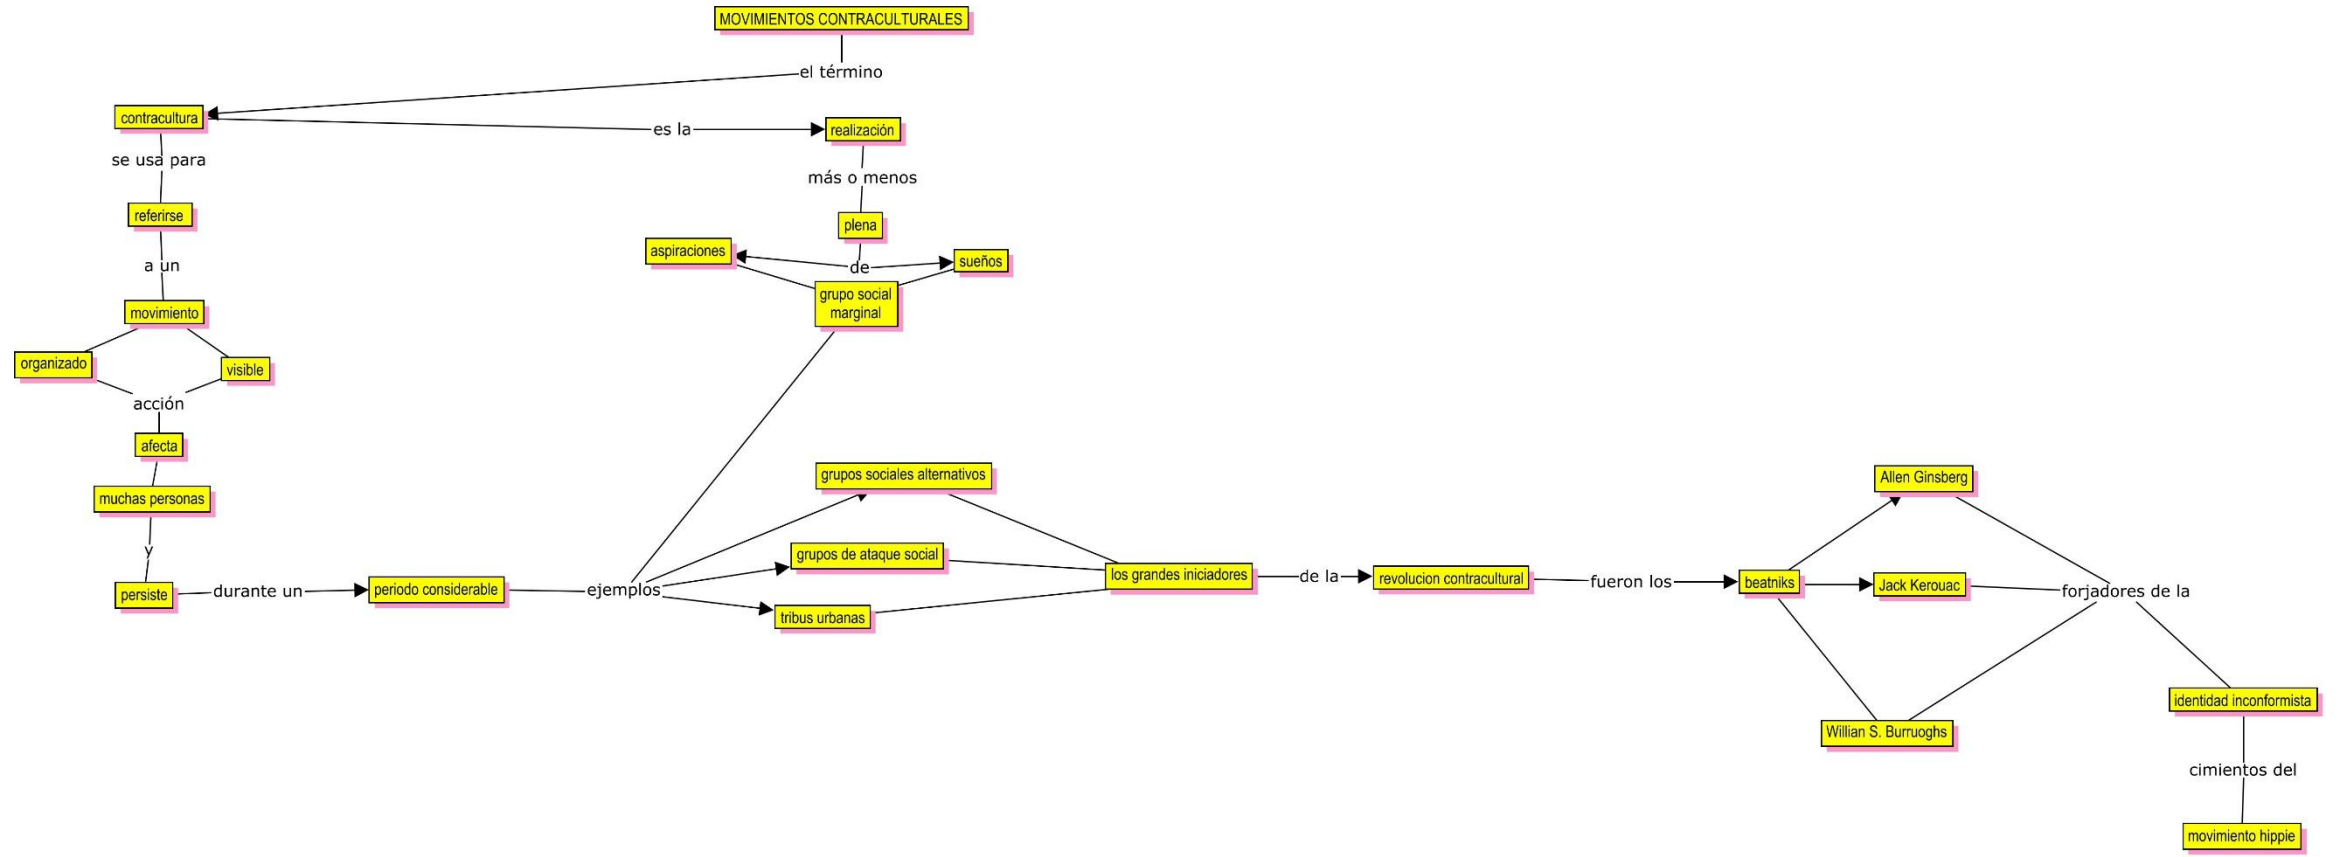 MOVIMIENTOS CONTRACULTURALES
el término
contracultura
es la
realización
se usa para
más o menos
referirse
plena
aspiraciones
de
sueños
a un
grupo social
marginal
movimiento
organizado
visible
acción
afecta
muchas personas
y
persiste
durante un
periodo considerable
ejemplos
grupos sociales alternativos
grupos de ataque social
tribus urbanas
los grandes iniciadores
de la
revolucion contracultural
fueron los
beatniks
Allen Ginsberg
Jack Kerouac
Willian S. Burruoghs
forjadores de la
identidad inconformista
cimientos del
movimiento hippie